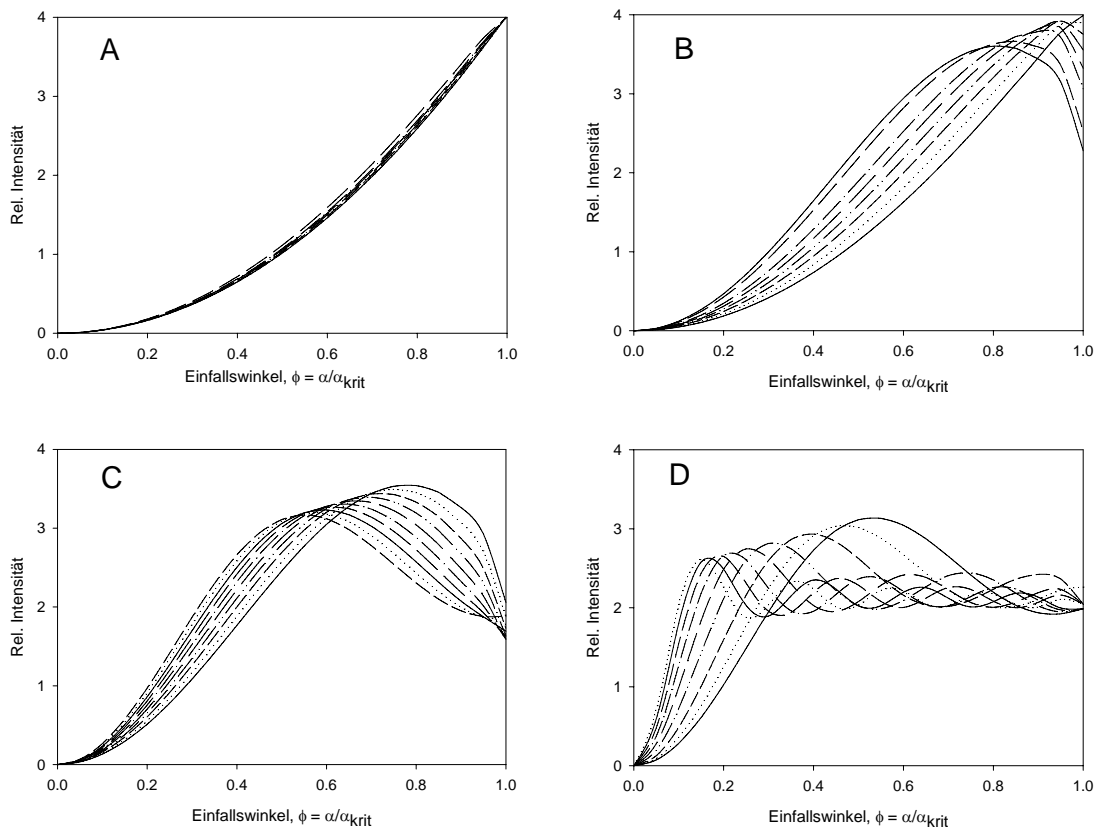 A
4
3
2
1
0
Rel. Intensität
0.0 0.2 0.4 0.6 0.8 1.0
Einfallswinkel, ϕ = α/αkrit
B
4
3
2
1
0
Rel. Intensität
0.0 0.2 0.4 0.6 0.8 1.0
Einfallswinkel, ϕ = α/αkrit
C
4
3
2
1
0
Rel. Intensität
0.0 0.2 0.4 0.6 0.8 1.0
Einfallswinkel, ϕ = α/αkrit
D
4
3
2
1
0
Rel. Intensität
0.0 0.2 0.4 0.6 0.8 1.0
Einfallswinkel, ϕ = α/αkrit